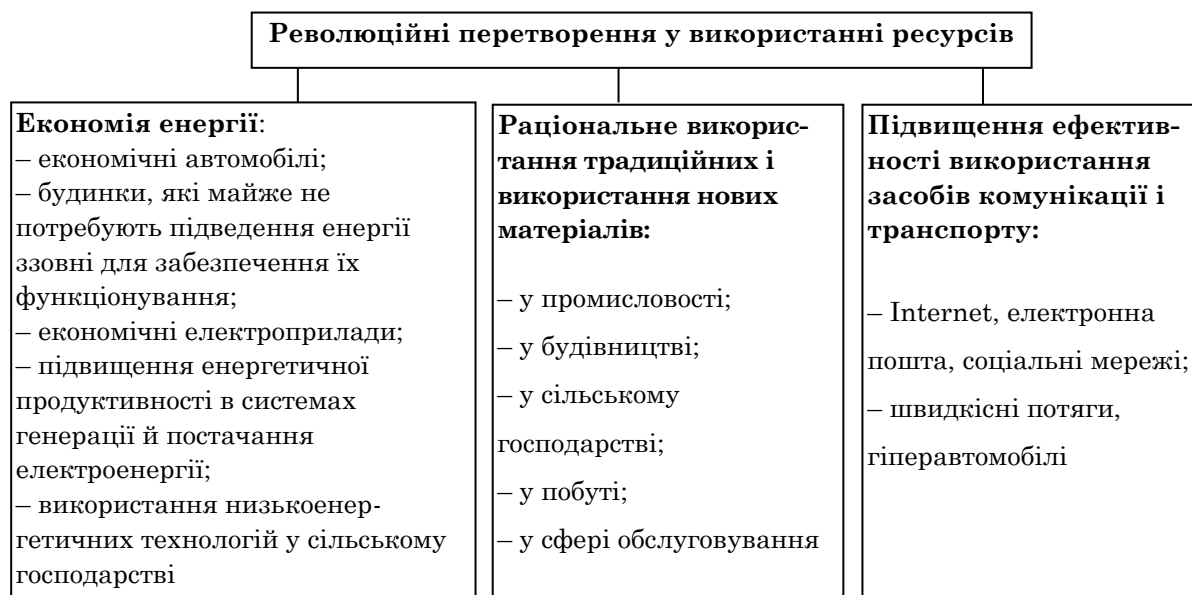 Революційні перетворення у використанні ресурсів
Економія енергії:
– економічні автомобілі;
– будинки, які майже не
потребують підведення енергії
ззовні для забезпечення їх
функціонування;
– економічні електроприлади;
– підвищення енергетичної
продуктивності в системах
генерації й постачання
електроенергії;
– використання низькоенер-
гетичних технологій у сільському
господарстві
Раціональне викорис-
тання традиційних і
використання нових
матеріалів:
– у промисловості;
– у будівництві;
– у сільському
господарстві;
– у побуті;
– у сфері обслуговування
Підвищення ефектив-
ності використання
засобів комунікації і
транспорту:
– Internet, електронна
пошта, соціальні мережі;
– швидкісні потяги,
гіперавтомобілі